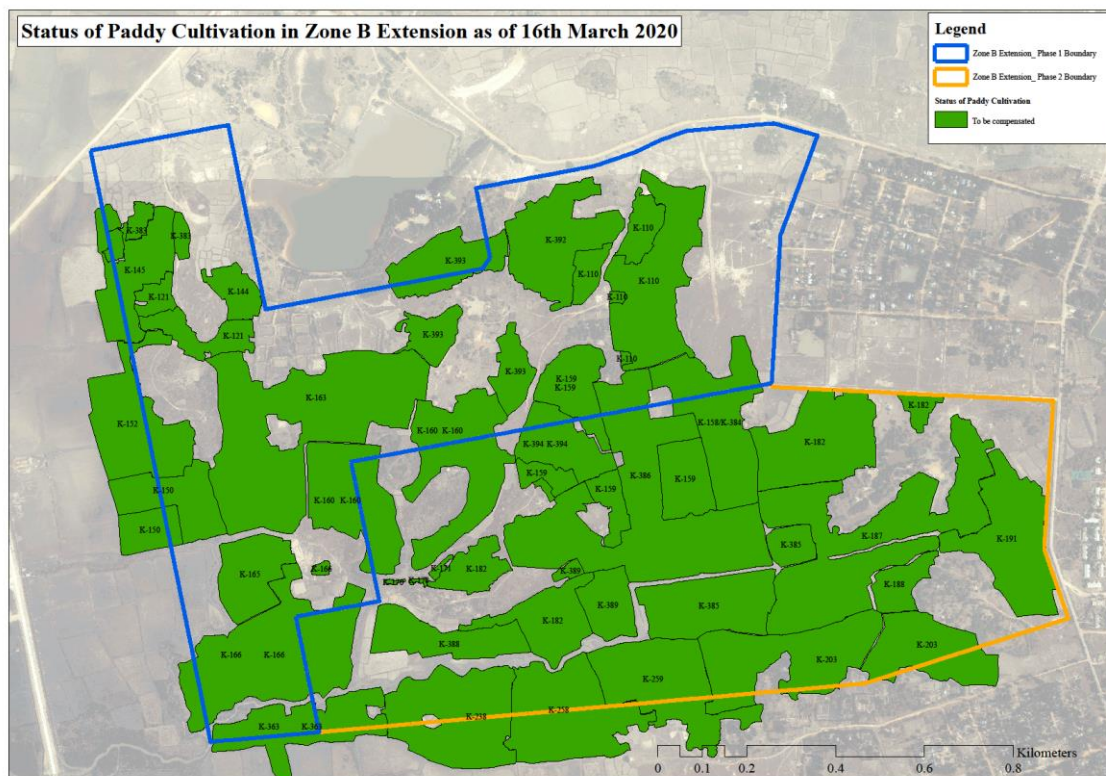 Status of Paddy Cultivation in Zone B Extension as of 16th March 2020
Legend
Zone B Extension_ Phase 1 Boundary
Zone B Extension_ Phase 2 Boundary
Status of Paddy Cultivation
To be compensated
K-383
K-383
K-145
K-121
K-144
K-121
K-393
K-392
K-110
K-110
K-110
K-110
K-110
K-393
K-393
K-159
K-159
K-163
K-152
K-160 K-160
K-182
K-158/K-384
K-182
K-394 K-394
K-159
K-159
K-386
K-159
K-150
K-160 K-160
K-150
K-385
K-187
K-191
K-165
K-166
K-171
K-182
K-389
K-188
K-389
K-385
K-182
K-388
K-203
K-203
K-166 K-166
K-259
K-258
K-363 K-363
Kilometers
0 0.1 0.2 0.4 0.6 0.8